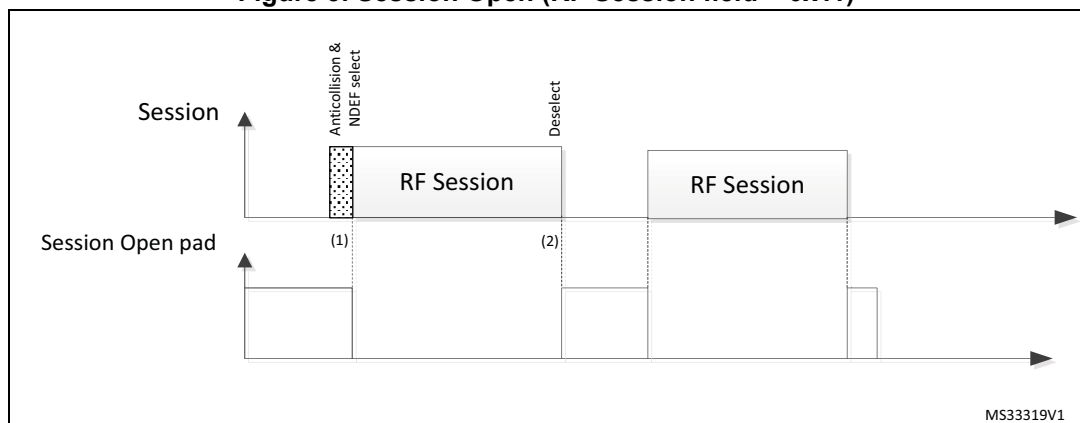 Anticollision &
NDEF select
Deselect
Session
RF Session
RF Session
(1)
(2)
Session Open pad
MS33319V1